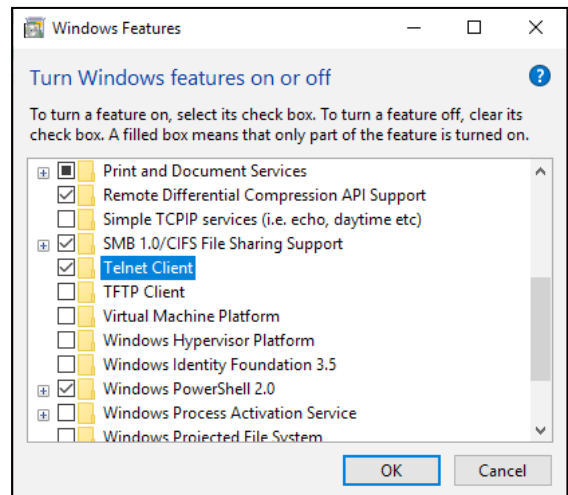 Windows Features
Turn Windows features on or off
To turn a feature on, select its check box. To turn a feature off, clear its
check box. A filled box means that only part of the feature is turned on.
Print and Document Services
Remote Differential Compression API Support
Simple TCPIP services (i.e. echo, daytime etc)
SMB 1.0/CIFS File Sharing Support
Telnet Client
TFTP Client
Virtual Machine Platform
Windows Hypervisor Platform
Windows Identity Foundation 3.5
Windows PowerShell 2.0
Windows Process Activation Service
Windows Projected File System
OK Cancel